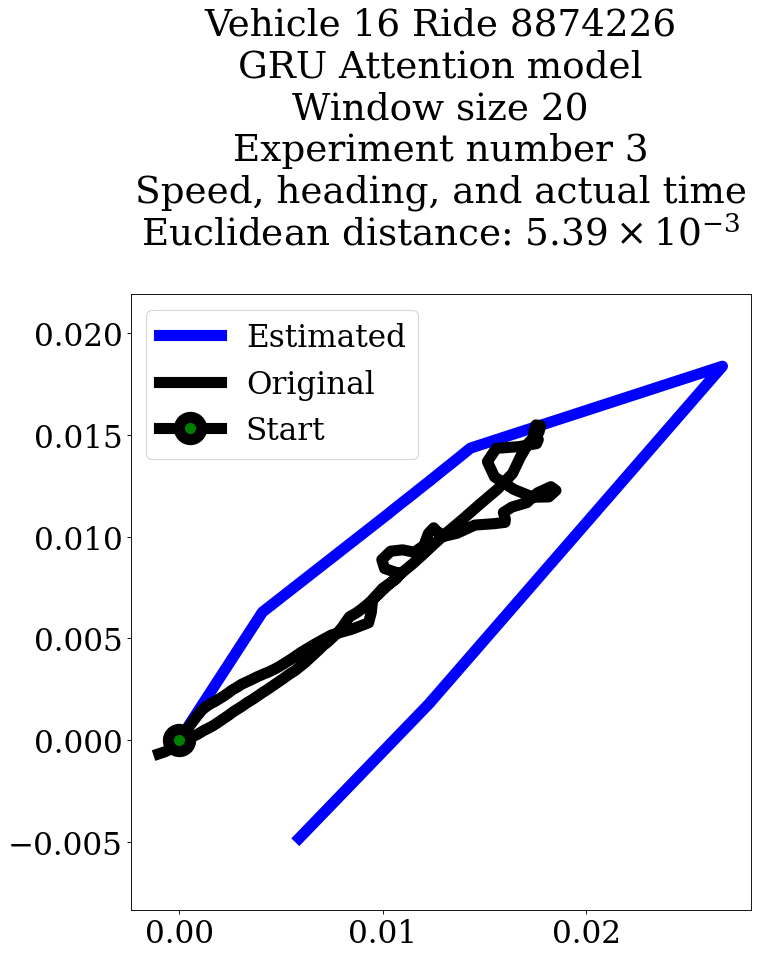 Vehicle 16 Ride 8874226
GRU Attention model
Window size 20
Experiment number 3
Speed, heading, and actual time
Euclidean distance: 5.39 × 10⁻³
Estimated
Original
Start
0.020
0.015
0.010
0.005
0.000
−0.005
0.00 0.01 0.02